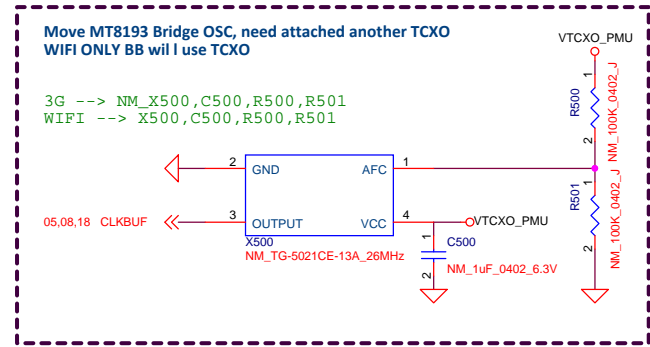 Move MT8193 Bridge OSC, need attached another TCXO
WIFI ONLY BB wil l use TCXO
VTCXO_PMU
3G --> NM_X500,C500,R500,R501
WIFI --> X500,C500,R500,R501
1
R500
2
NM_100K_0402_J
2
GND
AFC
1
05,08,18 CLKBUF
3
OUTPUT
VCC
4
VTCXO_PMU
X500
NM_TG-5021CE-13A_26MHz
1
C500
2
NM_1uF_0402_6.3V
1
R501
2
NM_100K_0402_J